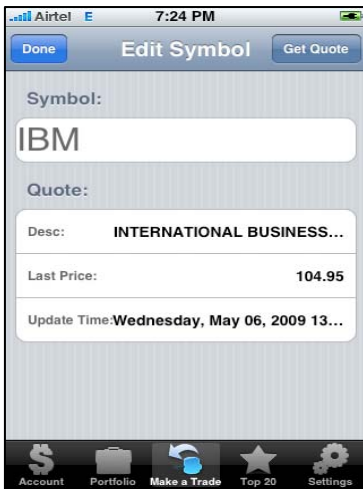 Airtel E 7:24 PM
Done Edit Symbol Get Quote
Symbol:
IBM
Quote:
Desc: INTERNATIONAL BUSINESS...
Last Price: 104.95
Update Time:Wednesday, May 06, 2009 13...
Account Portfolio Make a Trade Top 20 Settings